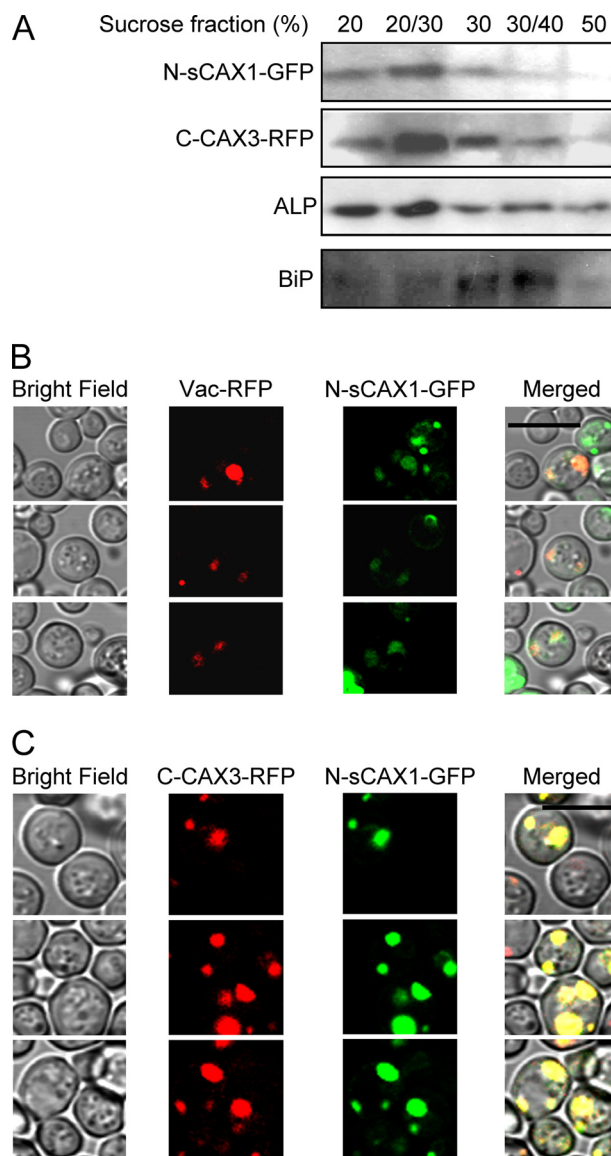 A
Sucrose fraction (%) 20 20/30 30 30/40 50
N-sCAX1-GFP
C-CAX3-RFP
ALP
BiP
B
Bright Field Vac-RFP N-sCAX1-GFP Merged
C
Bright Field C-CAX3-RFP N-sCAX1-GFP Merged